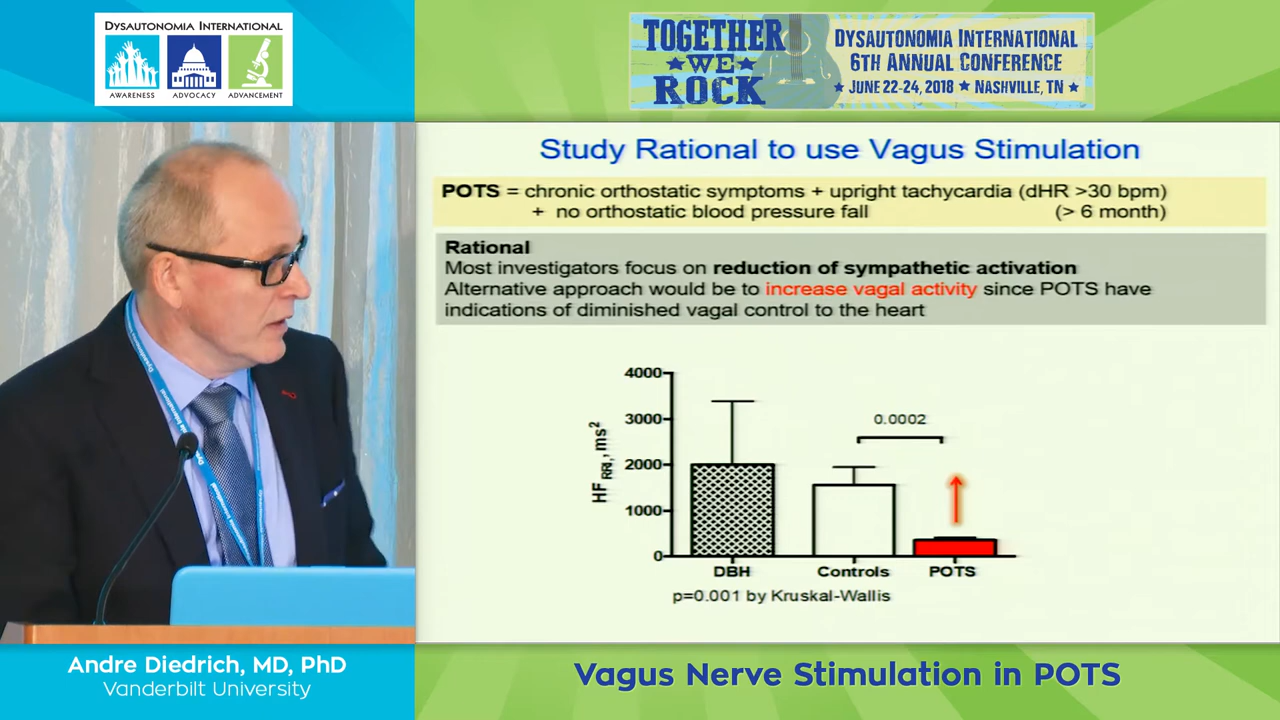 DYSAUTONOMIA INTERNATIONAL
AWARENESS ADVOCACY ADVANCEMENT
TOGETHER
WE
ROCK
DYSAUTONOMIA INTERNATIONAL
6TH ANNUAL CONFERENCE
JUNE 22-24, 2018 ★ NASHVILLE, TN
Study Rational to use Vagus Stimulation
POTS = chronic orthostatic symptoms + upright tachycardia (dHR >30 bpm)
+ no orthostatic blood pressure fall (> 6 month)
Rational
Most investigators focus on reduction of sympathetic activation
Alternative approach would be to increase vagal activity since POTS have
indications of diminished vagal control to the heart
HF RRI, ms²
4000
3000
2000
1000
0
0.0002
DBH Controls POTS
p=0.001 by Kruskal-Wallis
Dysautonomia International
Andre Diedrich, MD, PhD
Vanderbilt University
Vagus Nerve Stimulation in POTS